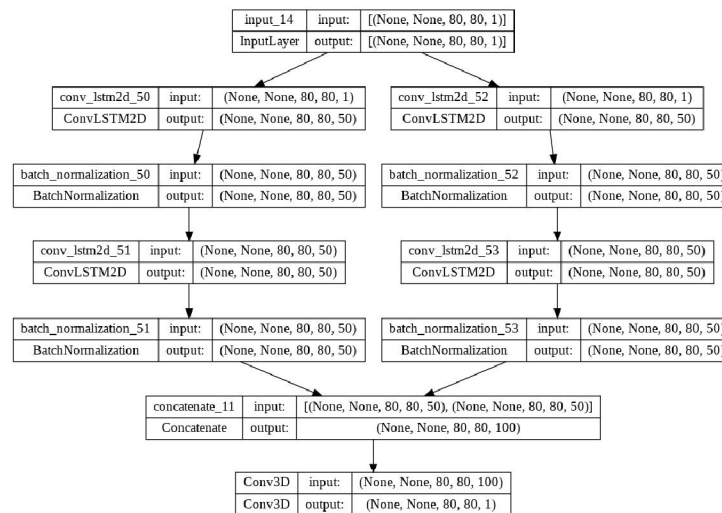 input_14 input: [(None, None, 80, 80, 1)]
InputLayer output: [(None, None, 80, 80, 1)]
conv_lstm2d_50 input: (None, None, 80, 80, 1)
ConvLSTM2D output: (None, None, 80, 80, 50)
conv_lstm2d_52 input: (None, None, 80, 80, 1)
ConvLSTM2D output: (None, None, 80, 80, 50)
batch_normalization_50 input: (None, None, 80, 80, 50)
BatchNormalization output: (None, None, 80, 80, 50)
batch_normalization_52 input: (None, None, 80, 80, 50)
BatchNormalization output: (None, None, 80, 80, 50)
conv_lstm2d_51 input: (None, None, 80, 80, 50)
ConvLSTM2D output: (None, None, 80, 80, 50)
conv_lstm2d_53 input: (None, None, 80, 80, 50)
ConvLSTM2D output: (None, None, 80, 80, 50)
batch_normalization_51 input: (None, None, 80, 80, 50)
BatchNormalization output: (None, None, 80, 80, 50)
batch_normalization_53 input: (None, None, 80, 80, 50)
BatchNormalization output: (None, None, 80, 80, 50)
concatenate_11 input: [(None, None, 80, 80, 50), (None, None, 80, 80, 50)]
Concatenate output: (None, None, 80, 80, 100)
Conv3D input: (None, None, 80, 80, 100)
Conv3D output: (None, None, 80, 80, 1)